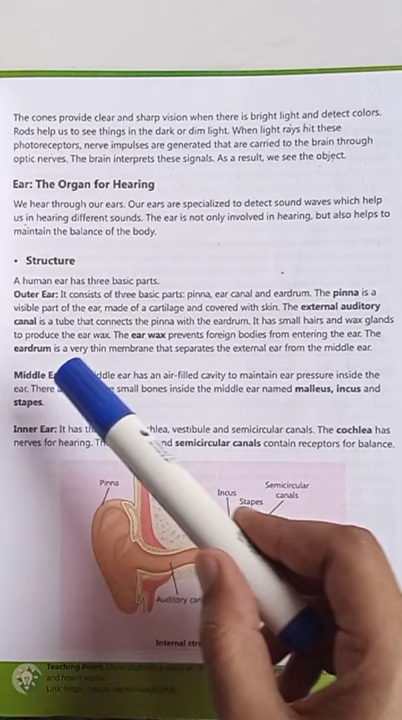 The cones provide clear and sharp vision when there is bright light and detect colors.
Rods help us to see things in the dark or dim light. When light rays hit these
photoreceptors, nerve impulses are generated that are carried to the brain through
optic nerves. The brain interprets these signals. As a result, we see the object.
Ear: The Organ for Hearing
We hear through our ears. Our ears are specialized to detect sound waves which help
us in hearing different sounds. The ear is not only involved in hearing, but also helps to
maintain the balance of the body.
• Structure
A human ear has three basic parts.
Outer Ear: It consists of three basic parts: pinna, ear canal and eardrum. The pinna is a
visible part of the ear, made of a cartilage and covered with skin. The external auditory
canal is a tube that connects the pinna with the eardrum. It has small hairs and wax glands
to produce the ear wax. The ear wax prevents foreign bodies from entering the ear. The
eardrum is a very thin membrane that separates the external ear from the middle ear.
Middle ear has an air-filled cavity to maintain ear pressure inside the
ear. There small bones inside the middle ear named malleus, incus and
stapes.
Inner Ear: It has vestibule and semicircular canals. The cochlea has
nerves for hearing. semicircular canals contain receptors for balance.
Pinna
Incus
Stapes
Semicircular
canals
Auditory
Internal
Teaching Point:
and how it works.
Link: